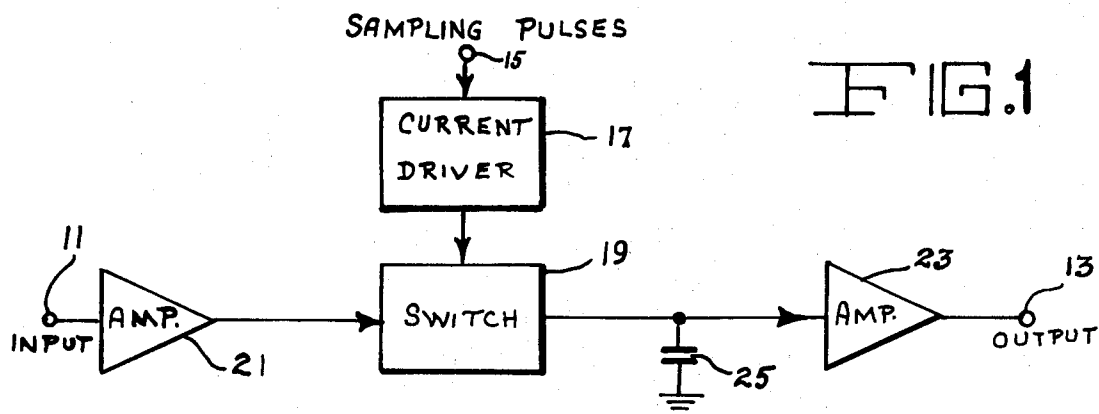 SAMPLING PULSES
15
FIG.1
CURRENT
DRIVER
17
11
19
23
13
AMP.
SWITCH
AMP.
INPUT
OUTPUT
21
25